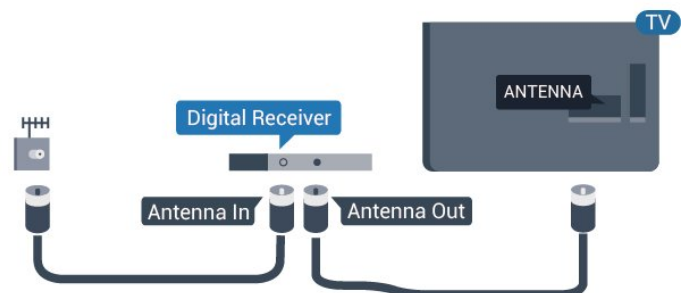 TV
ANTENNA
Digital Receiver
Antenna In
Antenna Out